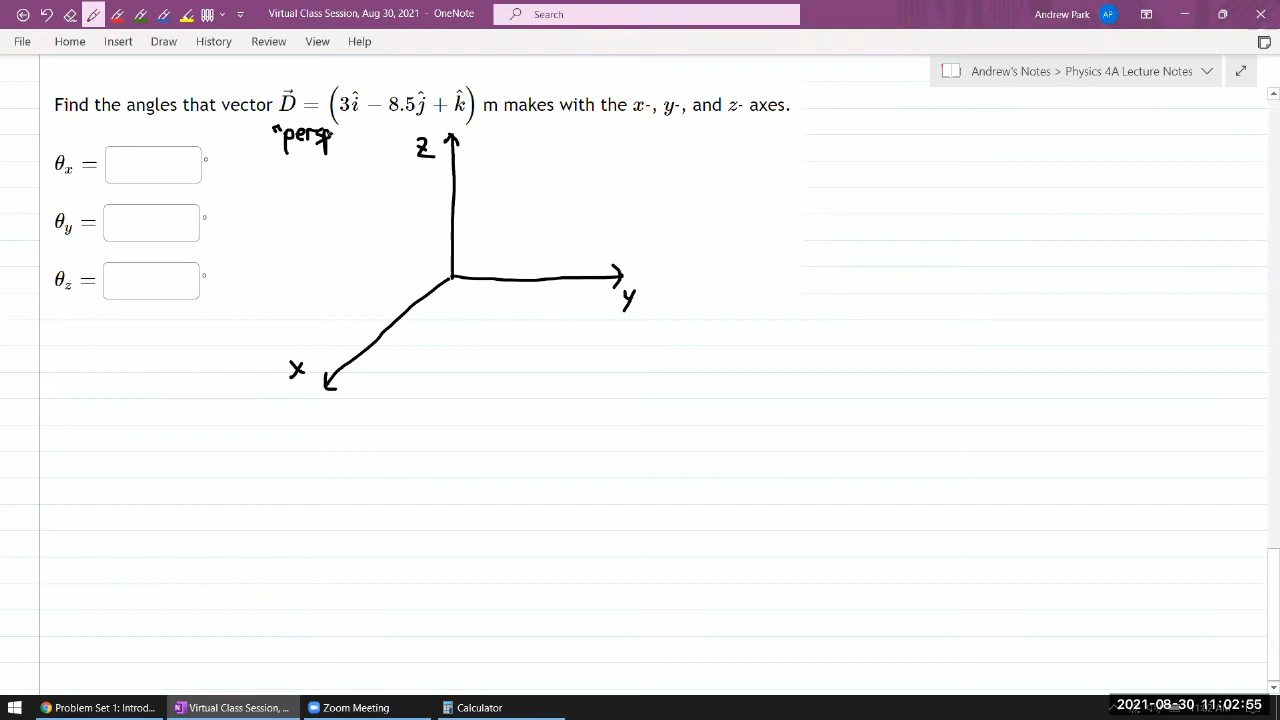 Virtual Class Session, Aug 30, 2021 - OneNote
Search
Andrew Park
AP
File Home Insert Draw History Review View Help
Andrew's Notes > Physics 4A Lecture Notes
Find the angles that vector D⃗ = (3î − 8.5ĵ + k̂) m makes with the x-, y-, and z- axes.
"persp
z
θx = °
θy = °
y
θz = °
x
Problem Set 1: Introd...
Virtual Class Session, ...
Zoom Meeting
Calculator
2021-08-30 11:02:55